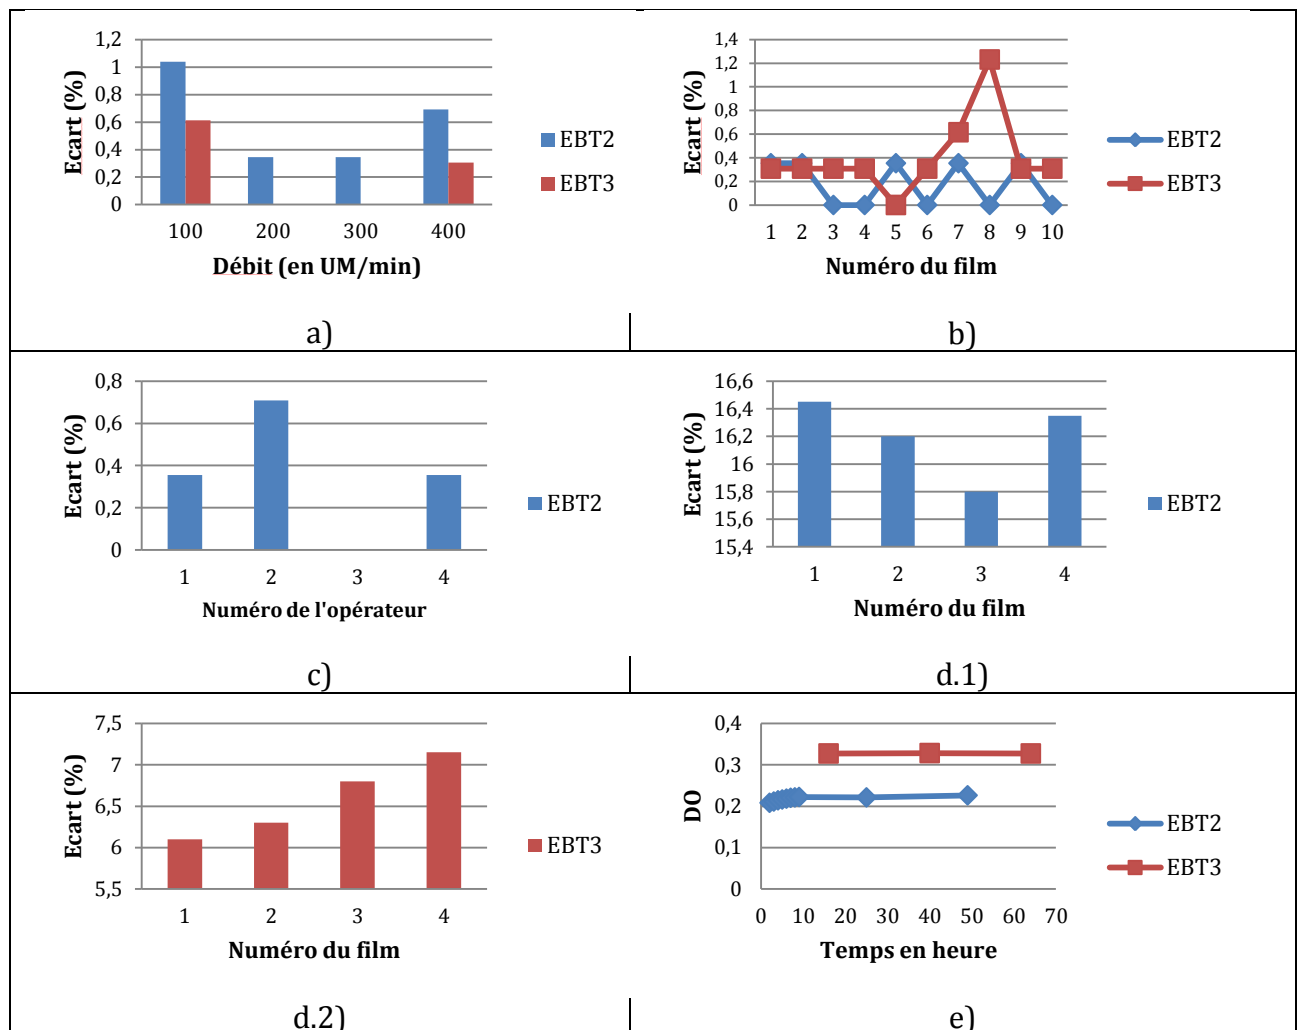 1,2
1
0,8
0,6
0,4
0,2
0
Ecart (%)
100 200 300 400
Débit (en UM/min)
EBT2
EBT3
a)
1,4
1,2
1
0,8
0,6
0,4
0,2
0
Ecart (%)
1 2 3 4 5 6 7 8 9 10
Numéro du film
EBT2
EBT3
b)
0,8
0,6
0,4
0,2
0
Ecart (%)
1 2 3 4
Numéro de l'opérateur
EBT2
c)
16,6
16,4
16,2
16
15,8
15,6
15,4
Ecart (%)
1 2 3 4
Numéro du film
EBT2
d.1)
7,5
7
6,5
6
5,5
Ecart (%)
1 2 3 4
Numéro du film
EBT3
d.2)
0,4
0,3
0,2
0,1
0
DO
0 10 20 30 40 50 60 70
Temps en heure
EBT2
EBT3
e)